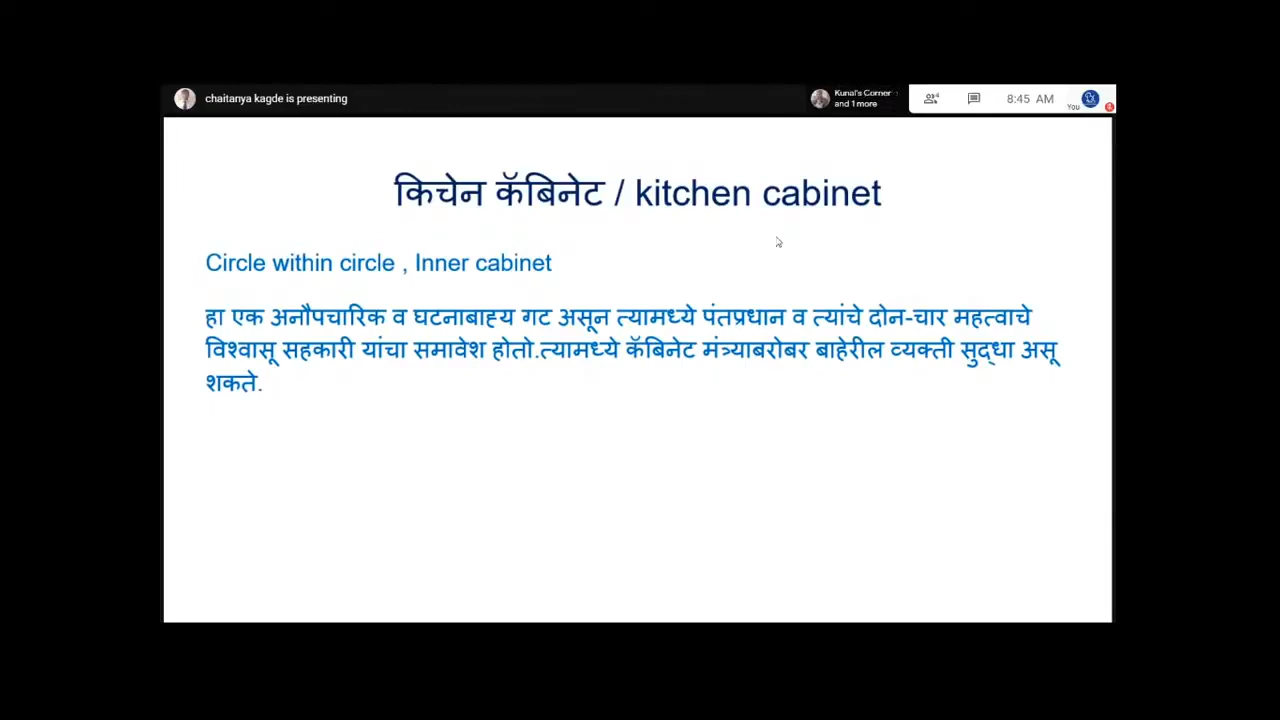 chaitanya kagde is presenting
Kunal's Corner
and 1 more
4
8:45 AM
You
किचेन कॅबिनेट / kitchen cabinet
Circle within circle , Inner cabinet
हा एक अनौपचारिक व घटनाबाह्य गट असून त्यामध्ये पंतप्रधान व त्यांचे दोन-चार महत्वाचे
विश्वासू सहकारी यांचा समावेश होतो.त्यामध्ये कॅबिनेट मंत्र्याबरोबर बाहेरील व्यक्ती सुद्धा असू
शकते.